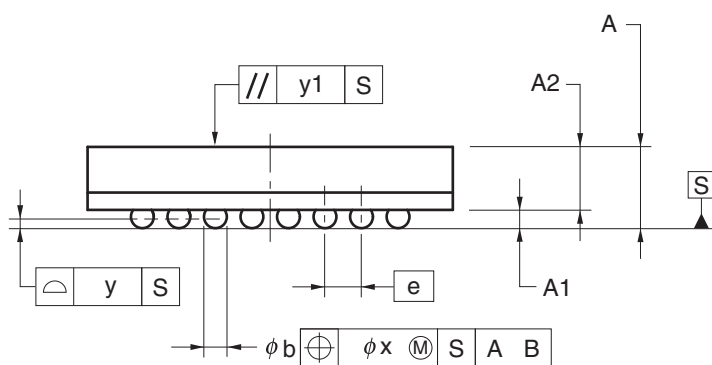 A
// y1 S
A2
S
⌓ y S
e
A1
φb ⌖ φx Ⓜ S A B